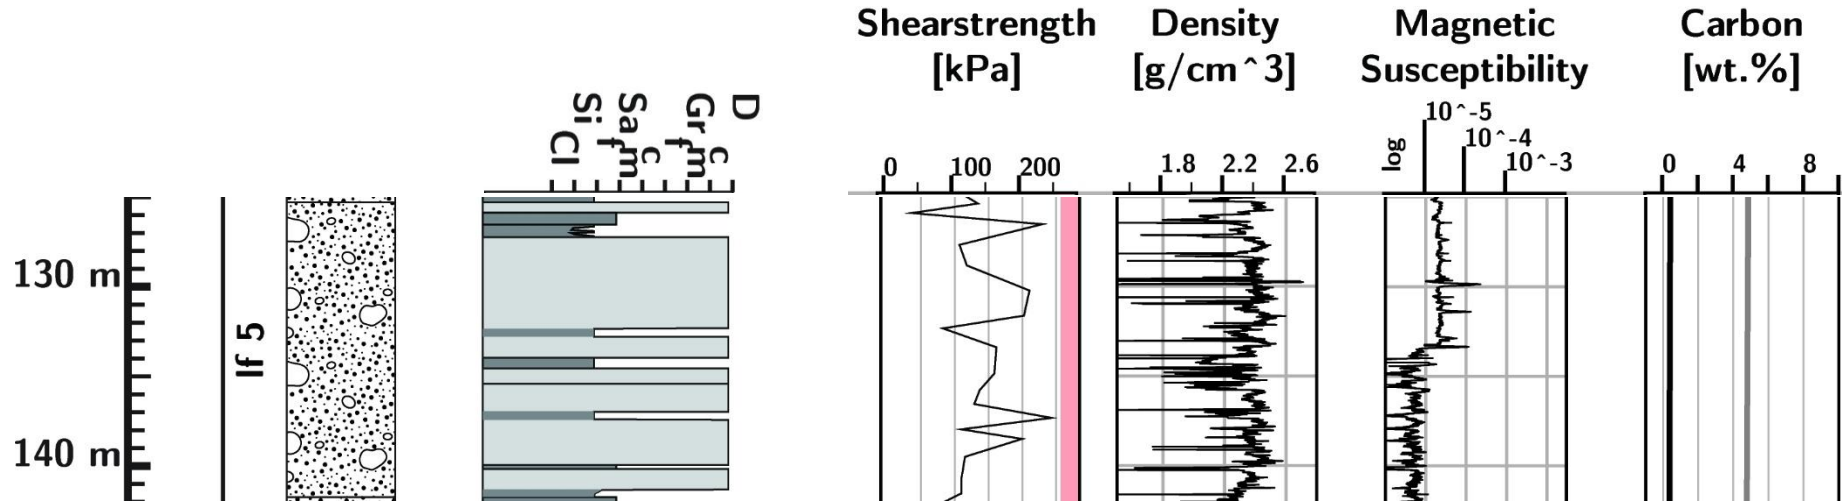 Shearstrength
[kPa]
Density
[g/cm^3]
Magnetic
Susceptibility
Carbon
[wt.%]
Cl
Si
f
Sa
m
c
f
Gr
m
c
D
0 100 200
1.8 2.2 2.6
log
10^-5
10^-4
10^-3
0 4 8
130 m
140 m
lf 5